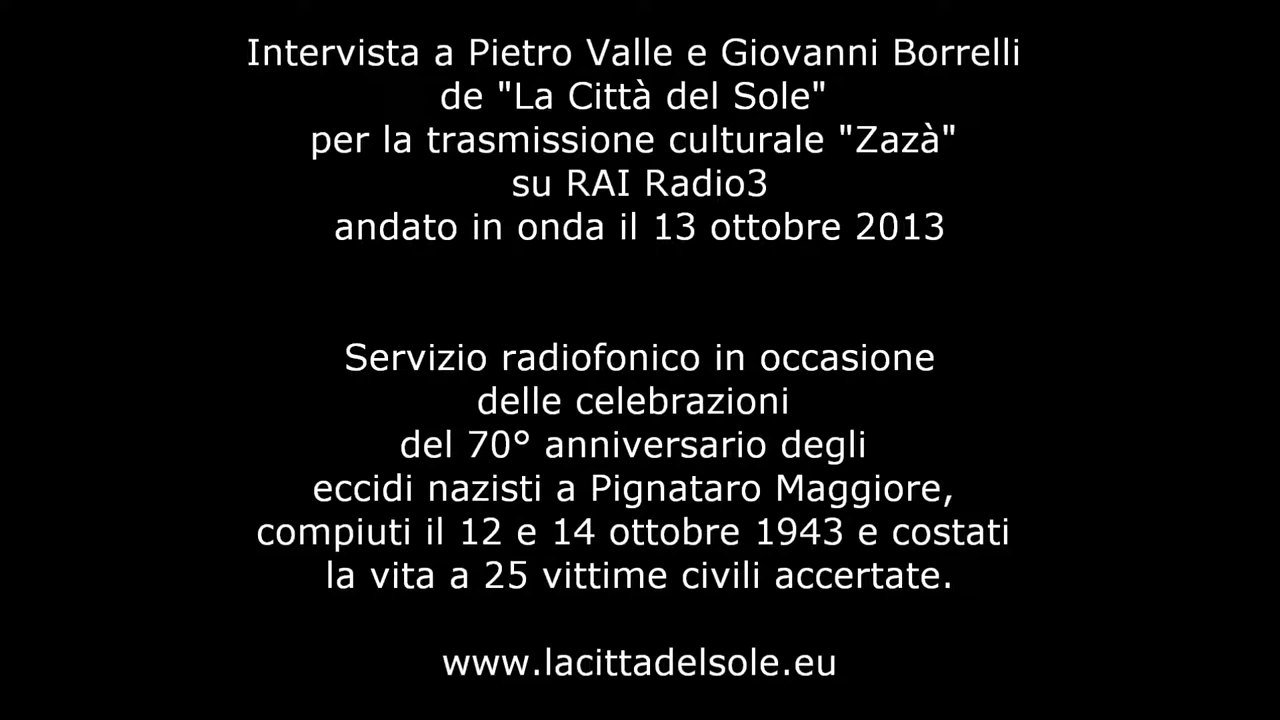 Intervista a Pietro Valle e Giovanni Borrelli
de "La Città del Sole"
per la trasmissione culturale "Zazà"
su RAI Radio3
andato in onda il 13 ottobre 2013
Servizio radiofonico in occasione
delle celebrazioni
del 70° anniversario degli
eccidi nazisti a Pignataro Maggiore,
compiuti il 12 e 14 ottobre 1943 e costati
la vita a 25 vittime civili accertate.
www.lacittadelsole.eu